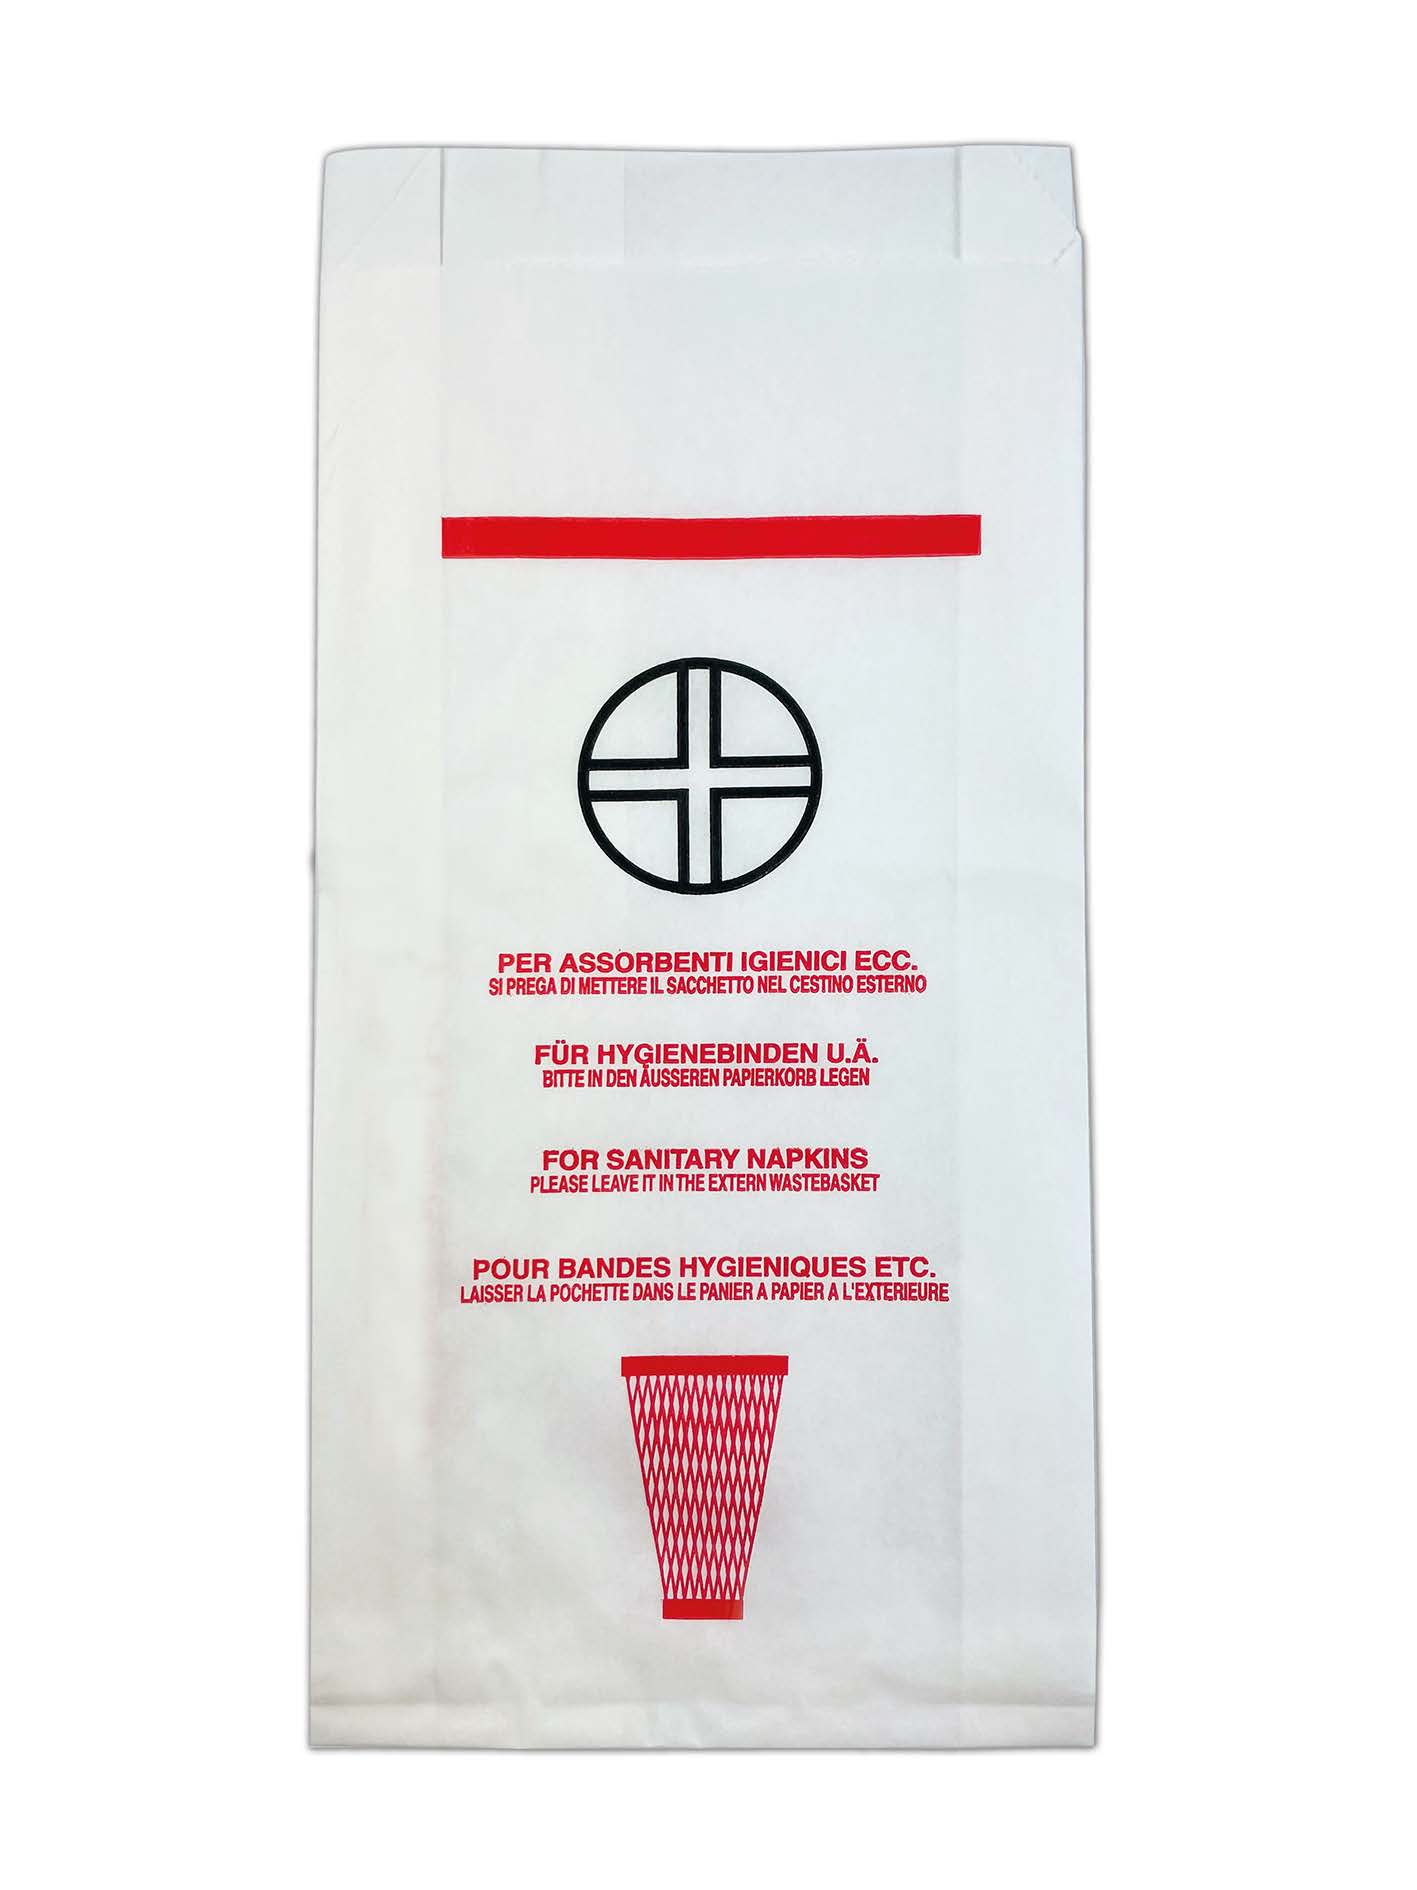 PER ASSORBENTI IGIENICI ECC.
SI PREGA DI METTERE IL SACCHETTO NEL CESTINO ESTERNO
FÜR HYGIENEBINDEN U.Ä.
BITTE IN DEN ÄUSSEREN PAPIERKORB LEGEN
FOR SANITARY NAPKINS
PLEASE LEAVE IT IN THE EXTERN WASTEBASKET
POUR BANDES HYGIENIQUES ETC.
LAISSER LA POCHETTE DANS LE PANIER A PAPIER A L'EXTERIEURE